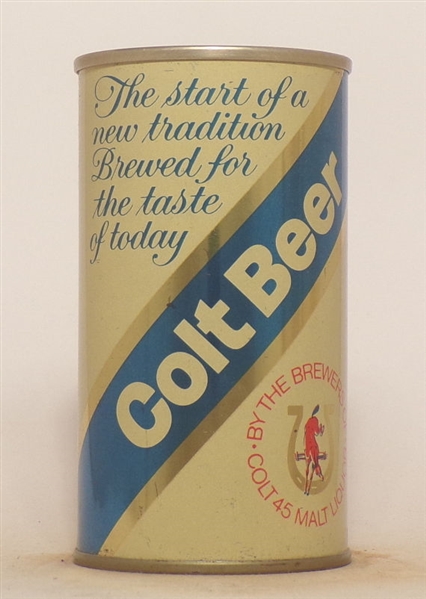 The start of a
new tradition
Brewed for
the taste
of today
Colt Beer
· BY THE BREWERS
COLT 45 MALT